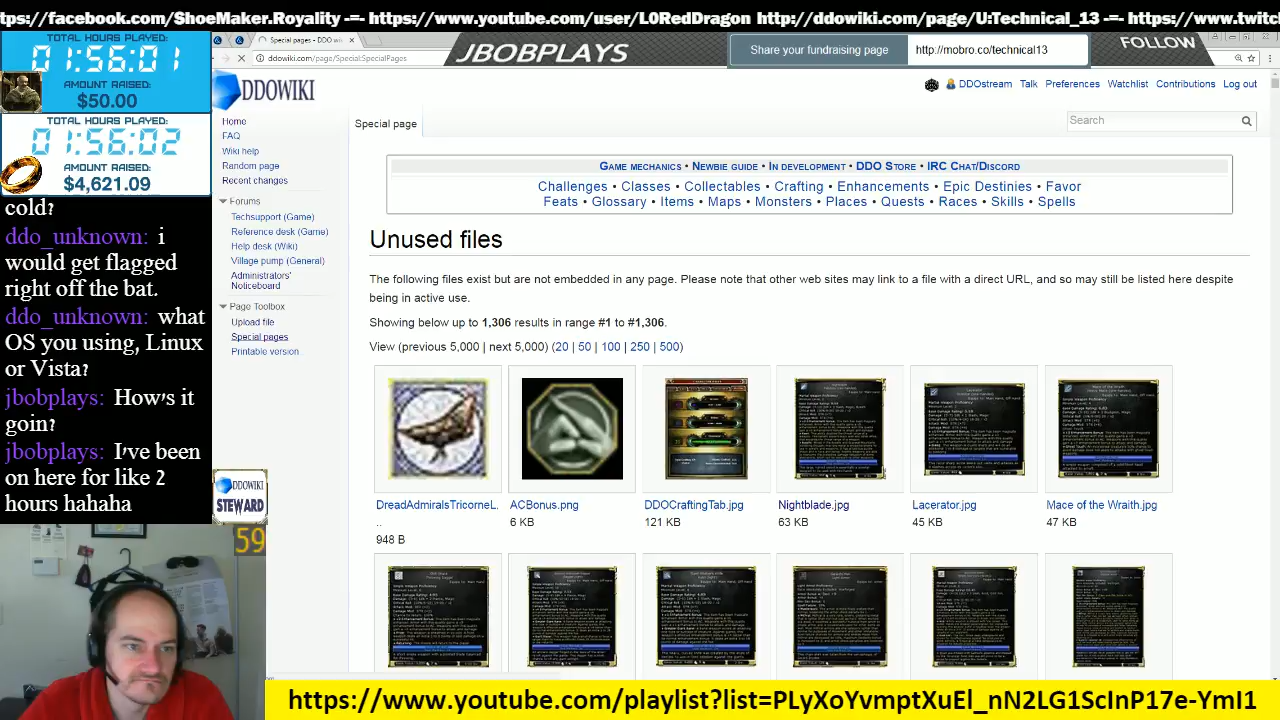 https://facebook.com/ShoeMaker.Royality -=- https://www.youtube.com/user/L0RedDragon http://ddowiki.com/page/U:Technical_13 -=- https://www.twitc
TOTAL HOURS PLAYED:
01:56:01
AMOUNT RAISED:
$50.00
TOTAL HOURS PLAYED:
01:56:02
AMOUNT RAISED:
$4,621.09
cold?
ddo_unknown: i
would get flagged
right off the bat.
ddo_unknown: what
OS you using, Linux
or Vista?
jbobplays: How's it
goin?
jbobplays: I've been
on here for like 2
hours hahaha
Special pages - DDO wi
ddowiki.com/page/Special:SpecialPages
JBOBPLAYS
Share your fundraising page
http://mobro.co/technical13
FOLLOW
DDOWIKI
DDOstream Talk Preferences Watchlist Contributions Log out
Home
FAQ
Wiki help
Random page
Recent changes
Forums
Techsupport (Game)
Reference desk (Game)
Help desk (Wiki)
Village pump (General)
Administrators'
Noticeboard
Page Toolbox
Upload file
Special pages
Printable version
DDOWIKI
STEWARD
59
Special page
Search
Game mechanics • Newbie guide • In development • DDO Store • IRC Chat/Discord
Challenges • Classes • Collectables • Crafting • Enhancements • Epic Destinies • Favor
Feats • Glossary • Items • Maps • Monsters • Places • Quests • Races • Skills • Spells
Unused files
The following files exist but are not embedded in any page. Please note that other web sites may link to a file with a direct URL, and so may still be listed here despite
being in active use.
Showing below up to 1,306 results in range #1 to #1,306.
View (previous 5,000 | next 5,000) (20 | 50 | 100 | 250 | 500)
DreadAdmiralsTricorneL.
..
948 B
ACBonus.png
6 KB
DDOCraftingTab.jpg
121 KB
Nightblade.jpg
63 KB
Lacerator.jpg
45 KB
Mace of the Wraith.jpg
47 KB
https://www.youtube.com/playlist?list=PLyXoYvmptXuEl_nN2LG1ScInP17e-YmI1